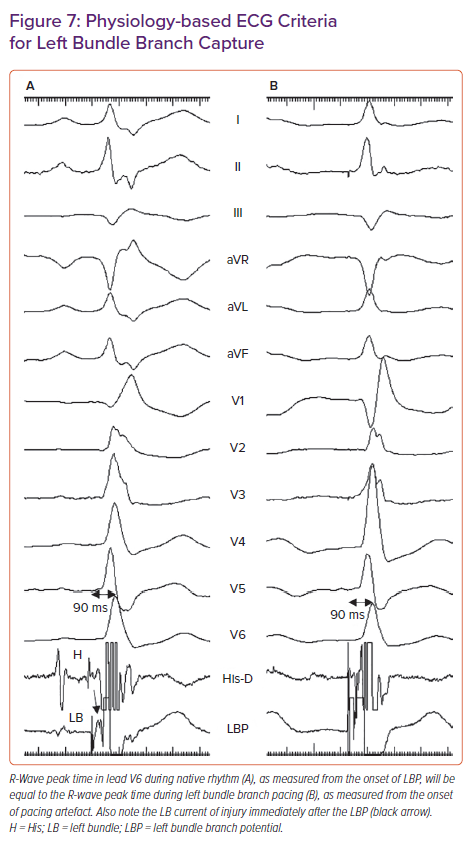 Figure 7: Physiology-based ECG Criteria
for Left Bundle Branch Capture
A
B
I
II
III
aVR
aVL
aVF
V1
V2
V3
V4
V5
90 ms
90 ms
V6
H
His-D
LB
LBP
R-Wave peak time in lead V6 during native rhythm (A), as measured from the onset of LBP, will be
equal to the R-wave peak time during left bundle branch pacing (B), as measured from the onset
of pacing artefact. Also note the LB current of injury immediately after the LBP (black arrow).
H = His; LB = left bundle; LBP = left bundle branch potential.